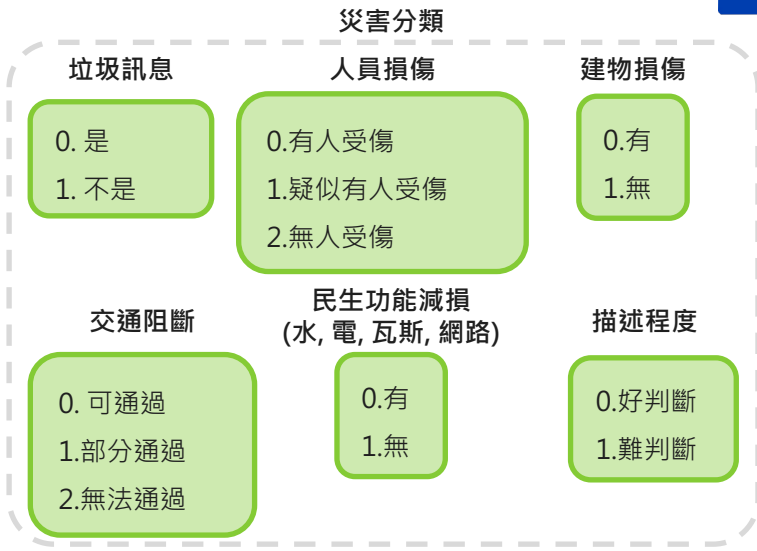 災害分類
垃圾訊息
0. 是
1. 不是
人員損傷
0.有人受傷
1.疑似有人受傷
2.無人受傷
建物損傷
0.有
1.無
交通阻斷
0. 可通過
1.部分通過
2.無法通過
民生功能減損
(水, 電, 瓦斯, 網路)
0.有
1.無
描述程度
0.好判斷
1.難判斷